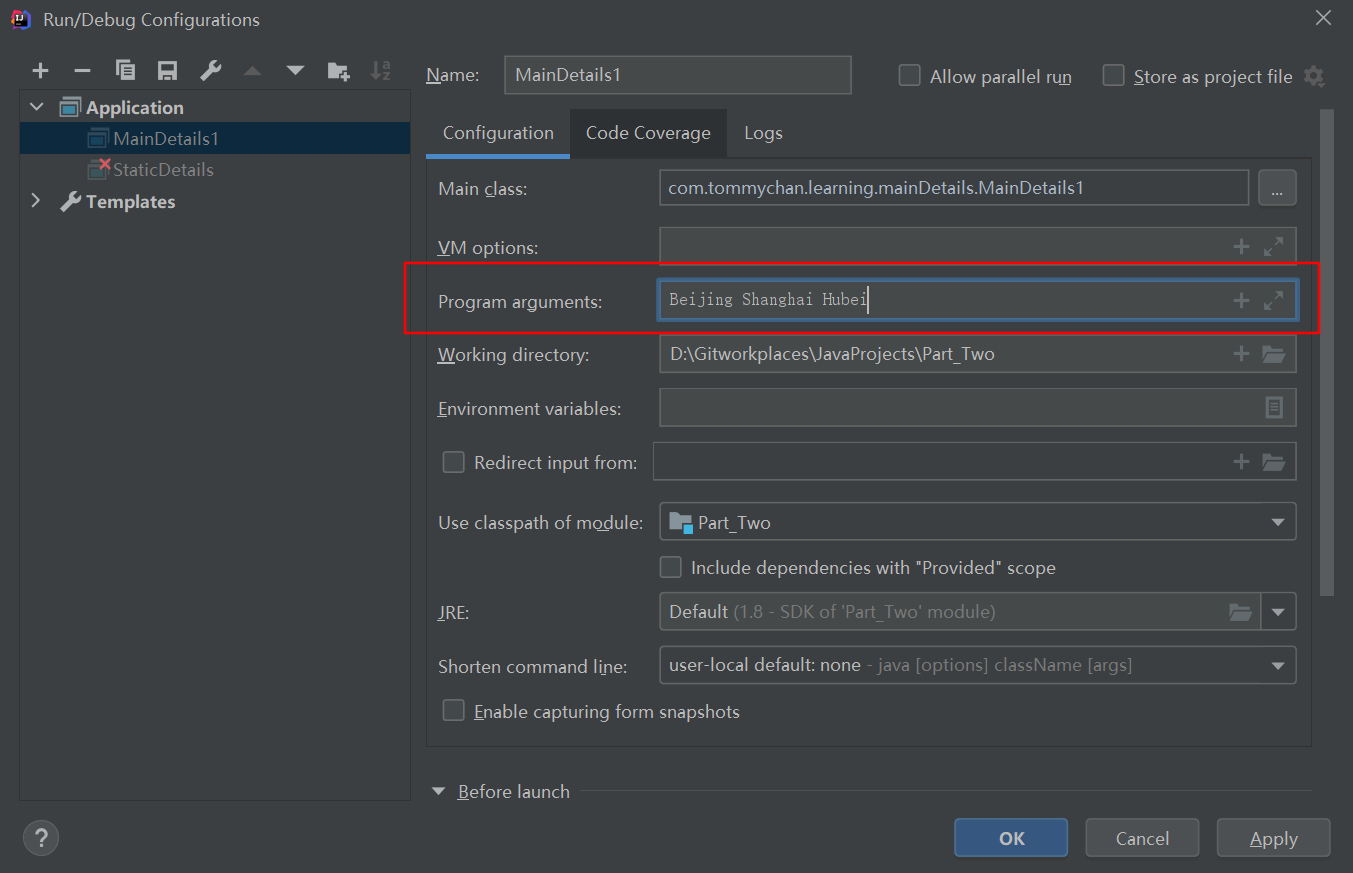 Run/Debug Configurations
Name: MainDetails1 Allow parallel run Store as project file
Application
MainDetails1
StaticDetails
Templates
Configuration Code Coverage Logs
Main class: com.tommychan.learning.mainDetails.MainDetails1 ...
VM options:
Program arguments: Beijing Shanghai Hubei
Working directory: D:\Gitworkplaces\JavaProjects\Part_Two
Environment variables:
Redirect input from:
Use classpath of module: Part_Two
Include dependencies with "Provided" scope
JRE: Default (1.8 - SDK of 'Part_Two' module)
Shorten command line: user-local default: none - java [options] className [args]
Enable capturing form snapshots
Before launch
? OK Cancel Apply